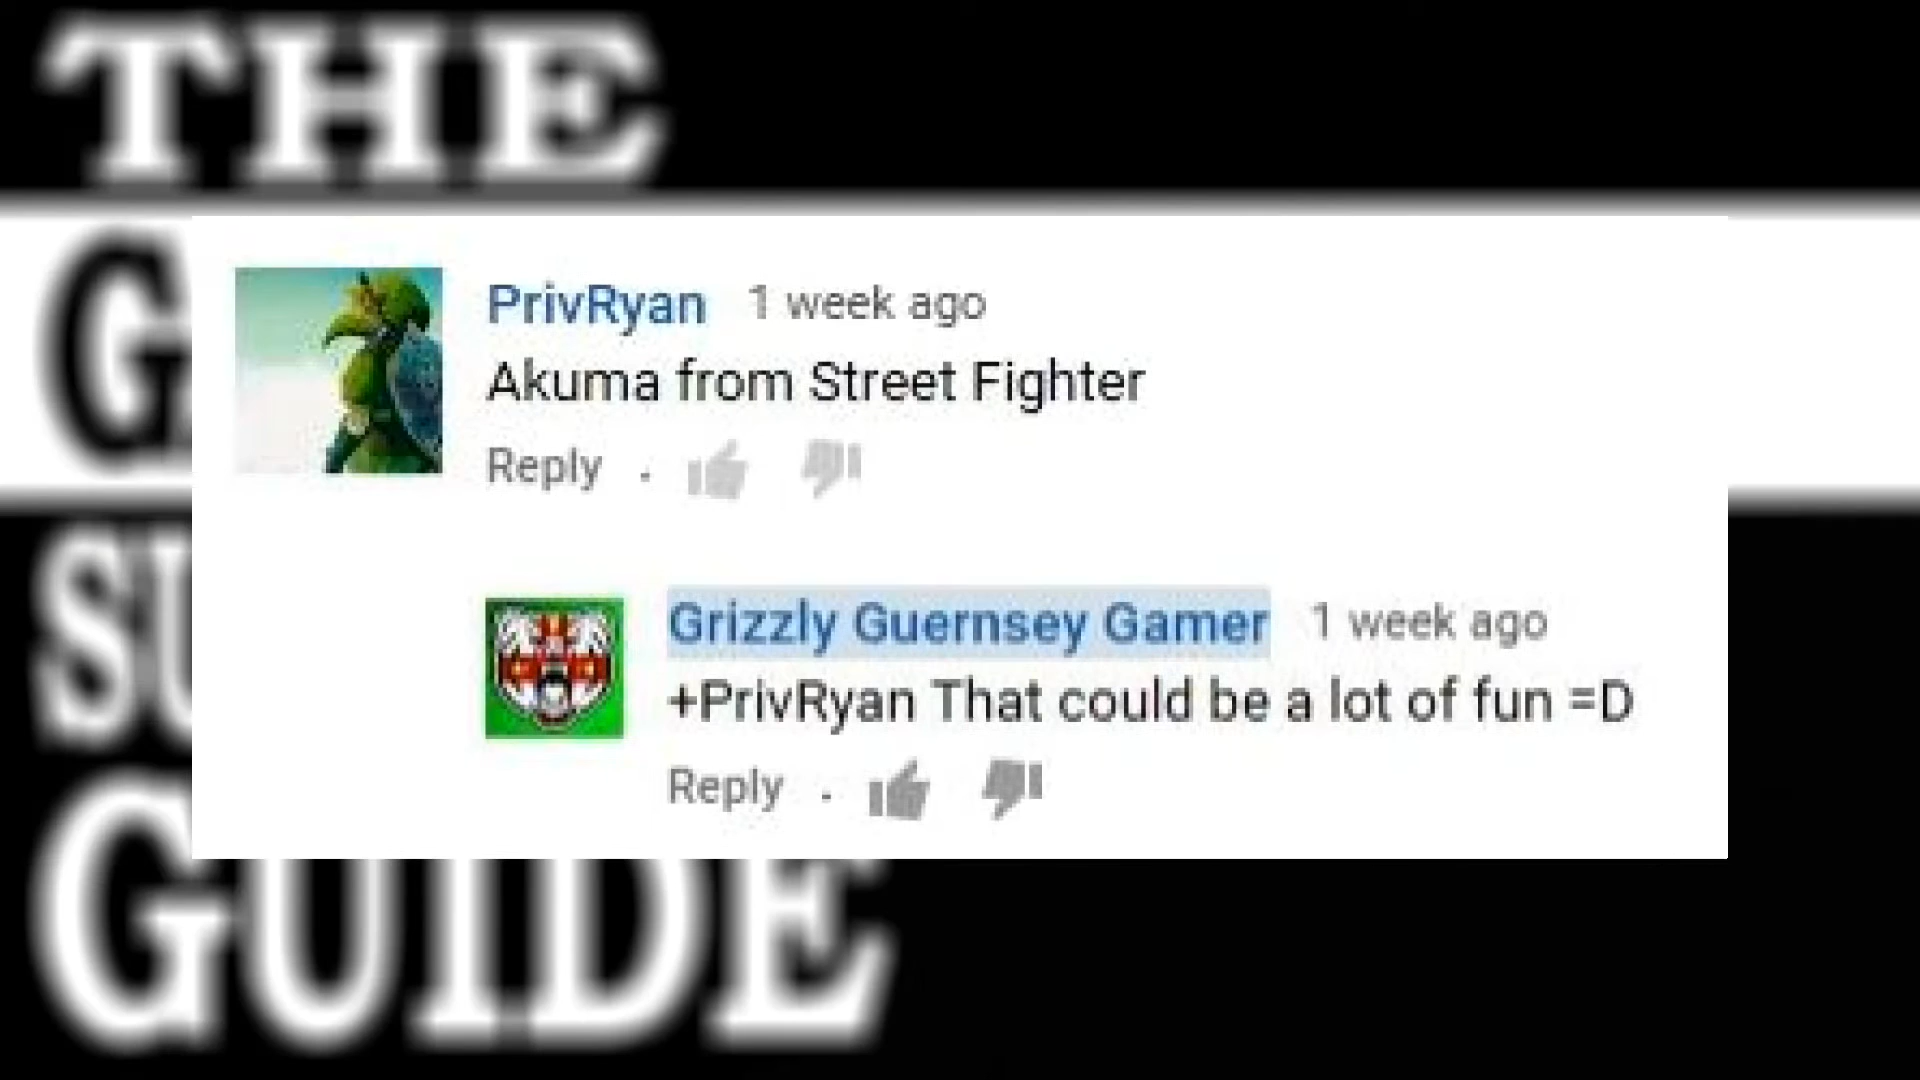 THE
G
PrivRyan 1 week ago
Akuma from Street Fighter
Reply .
SU
Grizzly Guernsey Gamer 1 week ago
+PrivRyan That could be a lot of fun =D
Reply .
GUIDE